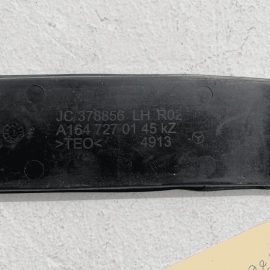 JC 378856 LH R02
A164 727 01 45 kZ
>TEO< 4913